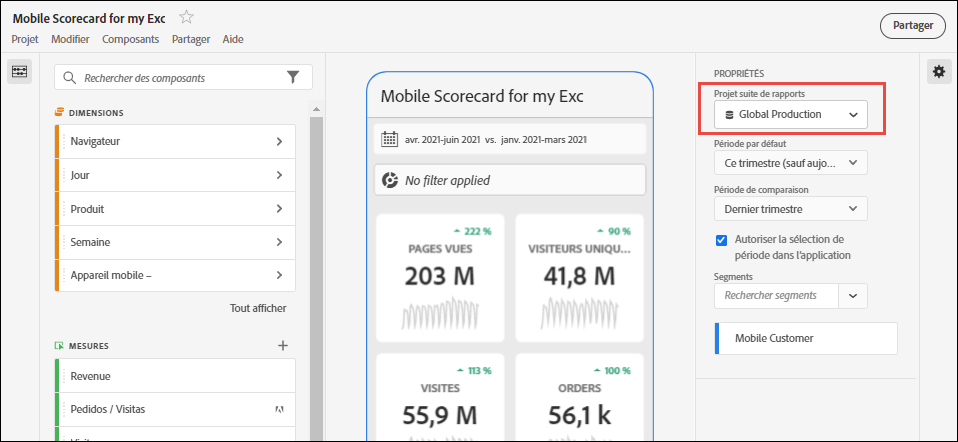 Mobile Scorecard for my Exc
Projet Modifier Composants Partager Aide
Partager
Rechercher des composants
DIMENSIONS
Navigateur
Jour
Produit
Semaine
Appareil mobile –
Tout afficher
MESURES
Revenue
Pedidos / Visitas
Mobile Scorecard for my Exc
avr. 2021-juin 2021 vs. janv. 2021-mars 2021
No filter applied
222 %
PAGES VUES
203 M
90 %
VISITEURS UNIQU...
41,8 M
113 %
VISITES
55,9 M
100 %
ORDERS
56,1 k
PROPRIÉTÉS
Projet suite de rapports
Global Production
Période par défaut
Ce trimestre (sauf aujo...
Période de comparaison
Dernier trimestre
Autoriser la sélection de
période dans l'application
Segments
Rechercher segments
Mobile Customer